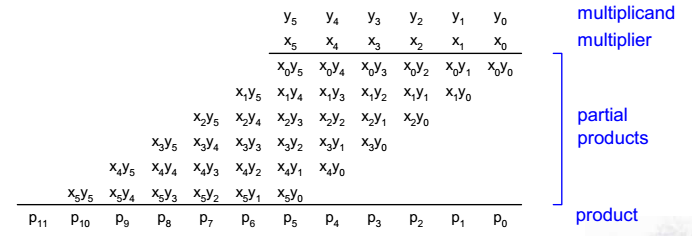 y₅ y₄ y₃ y₂ y₁ y₀ multiplicand
x₅ x₄ x₃ x₂ x₁ x₀ multiplier
x₀y₅ x₀y₄ x₀y₃ x₀y₂ x₀y₁ x₀y₀
x₁y₅ x₁y₄ x₁y₃ x₁y₂ x₁y₁ x₁y₀
x₂y₅ x₂y₄ x₂y₃ x₂y₂ x₂y₁ x₂y₀
partial
x₃y₅ x₃y₄ x₃y₃ x₃y₂ x₃y₁ x₃y₀
products
x₄y₅ x₄y₄ x₄y₃ x₄y₂ x₄y₁ x₄y₀
x₅y₅ x₅y₄ x₅y₃ x₅y₂ x₅y₁ x₅y₀
p₁₁ p₁₀ p₉ p₈ p₇ p₆ p₅ p₄ p₃ p₂ p₁ p₀ product